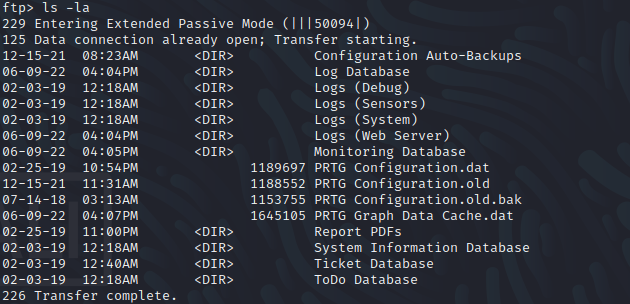 ftp> ls -la
229 Entering Extended Passive Mode (|||50094|)
125 Data connection already open; Transfer starting.
12-15-21  08:23AM       <DIR>          Configuration Auto-Backups
06-09-22  04:04PM       <DIR>          Log Database
02-03-19  12:18AM       <DIR>          Logs (Debug)
02-03-19  12:18AM       <DIR>          Logs (Sensors)
02-03-19  12:18AM       <DIR>          Logs (System)
06-09-22  04:04PM       <DIR>          Logs (Web Server)
06-09-22  04:05PM       <DIR>          Monitoring Database
02-25-19  10:54PM              1189697 PRTG Configuration.dat
12-15-21  11:31AM              1188552 PRTG Configuration.old
07-14-18  03:13AM              1153755 PRTG Configuration.old.bak
06-09-22  04:07PM              1645105 PRTG Graph Data Cache.dat
02-25-19  11:00PM       <DIR>          Report PDFs
02-03-19  12:18AM       <DIR>          System Information Database
02-03-19  12:40AM       <DIR>          Ticket Database
02-03-19  12:18AM       <DIR>          ToDo Database
226 Transfer complete.